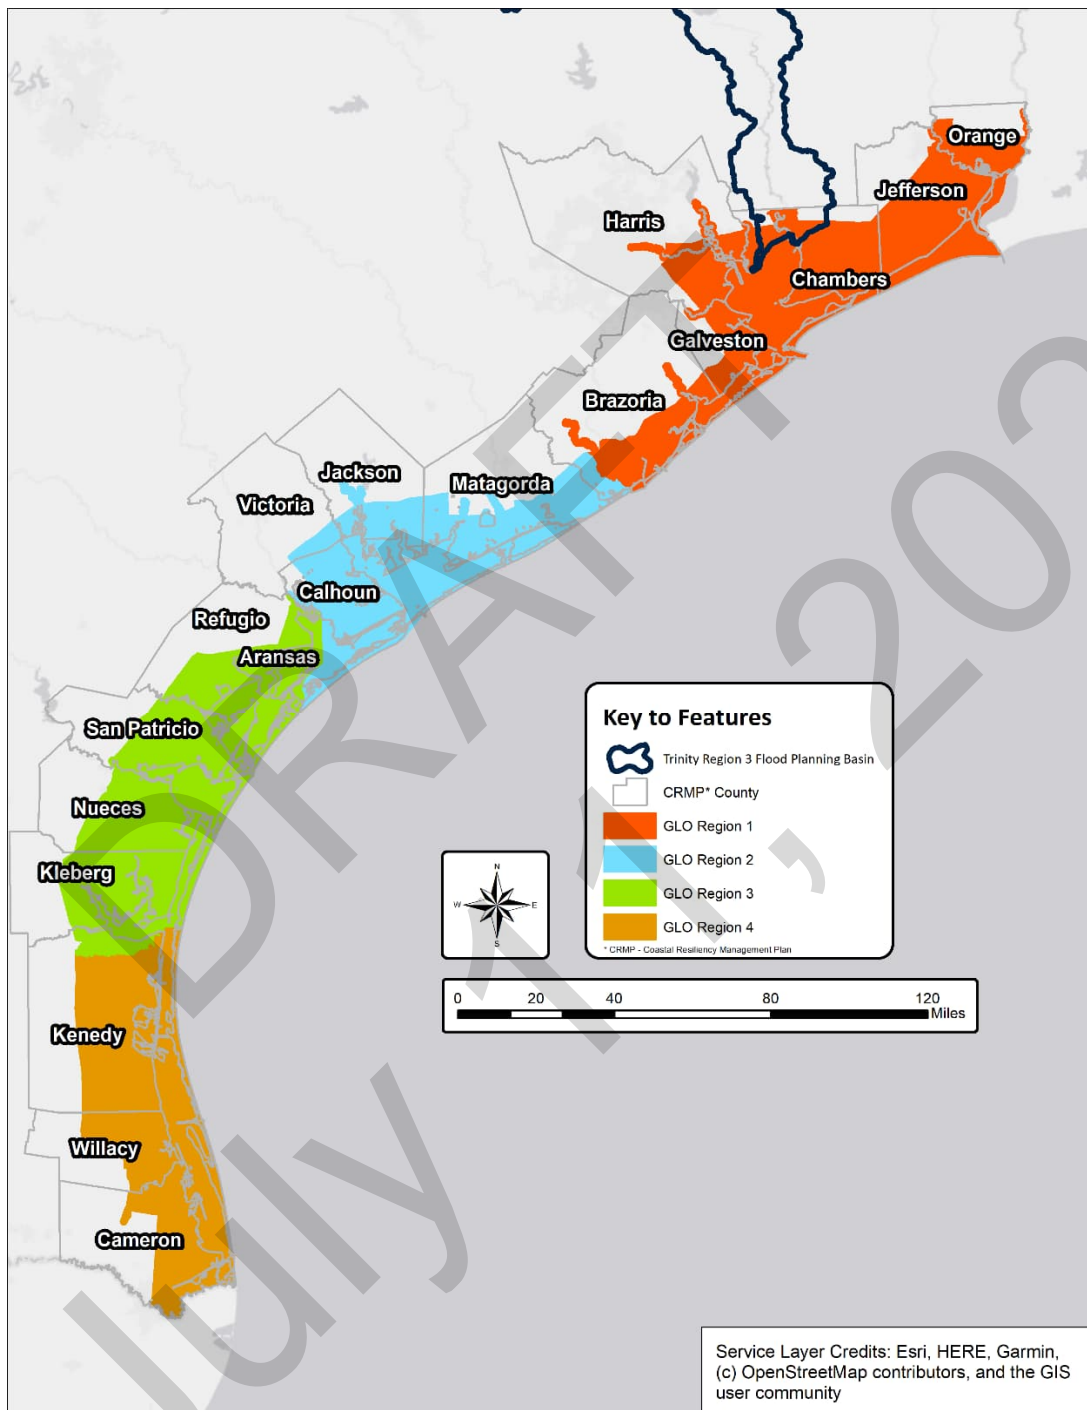 Orange
Jefferson
Harris
Chambers
Galveston
Brazoria
Jackson
Matagorda
Victoria
Calhoun
Refugio
Aransas
San Patricio
Nueces
Kleberg
Kenedy
Willacy
Cameron
Key to Features
Trinity Region 3 Flood Planning Basin
CRMP* County
GLO Region 1
GLO Region 2
GLO Region 3
GLO Region 4
* CRMP - Coastal Resiliency Management Plan
N
W E
S
0 20 40 80 120
Miles
Service Layer Credits: Esri, HERE, Garmin,
(c) OpenStreetMap contributors, and the GIS
user community
DRAFT
July 11, 202